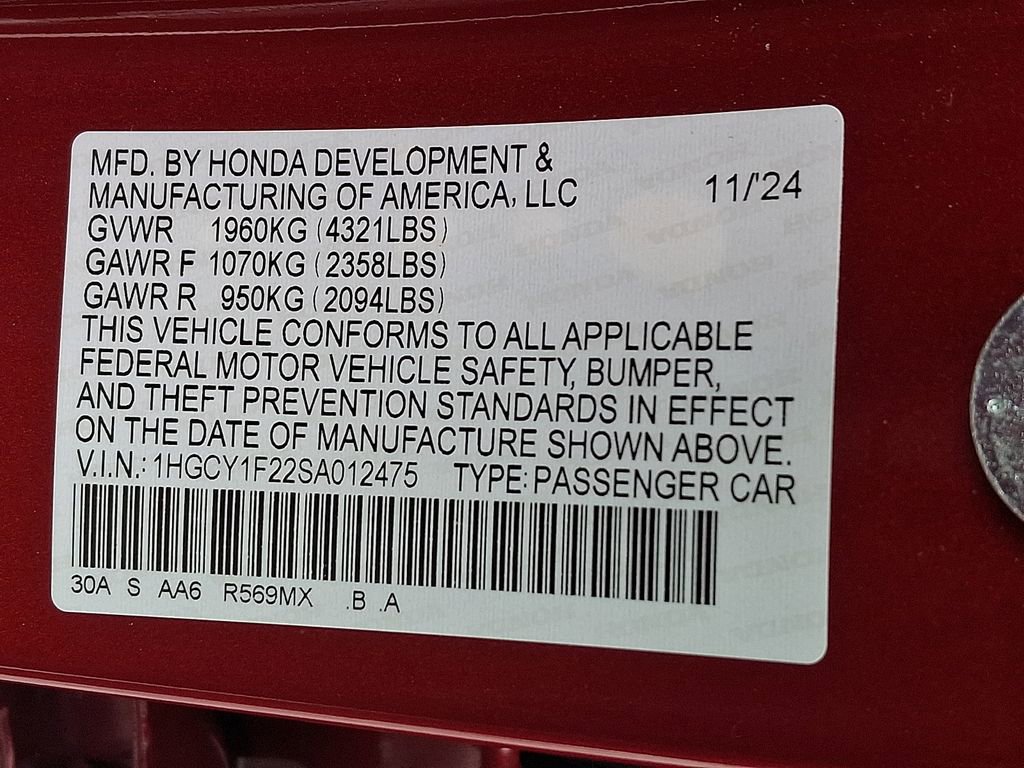 MFD. BY HONDA DEVELOPMENT &
MANUFACTURING OF AMERICA, LLC 11/'24
GVWR 1960KG (4321LBS)
GAWR F 1070KG (2358LBS)
GAWR R 950KG (2094LBS)
THIS VEHICLE CONFORMS TO ALL APPLICABLE
FEDERAL MOTOR VEHICLE SAFETY, BUMPER,
AND THEFT PREVENTION STANDARDS IN EFFECT
ON THE DATE OF MANUFACTURE SHOWN ABOVE.
V.I.N.: 1HGCY1F22SA012475 TYPE: PASSENGER CAR
30A S AA6 R569MX .B .A